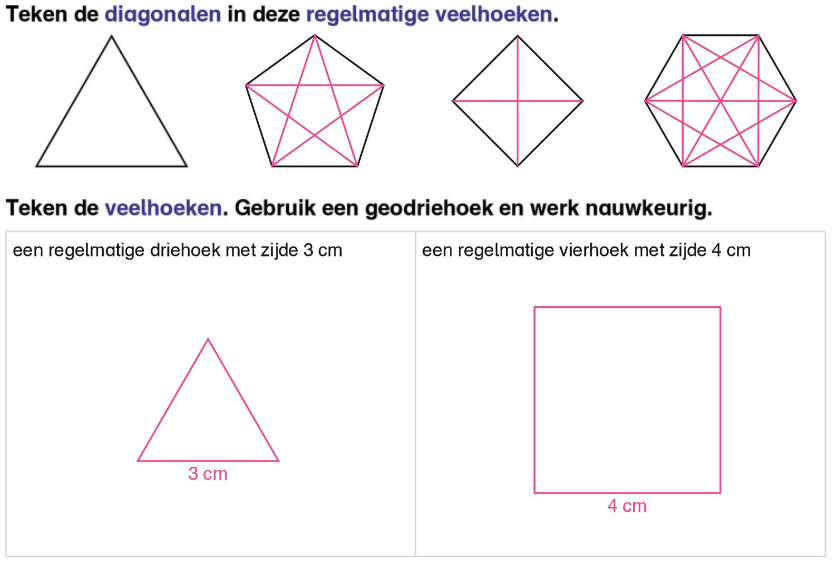 Teken de diagonalen in deze regelmatige veelhoeken.
Teken de veelhoeken. Gebruik een geodriehoek en werk nauwkeurig.
een regelmatige driehoek met zijde 3 cm
een regelmatige vierhoek met zijde 4 cm
3 cm
4 cm